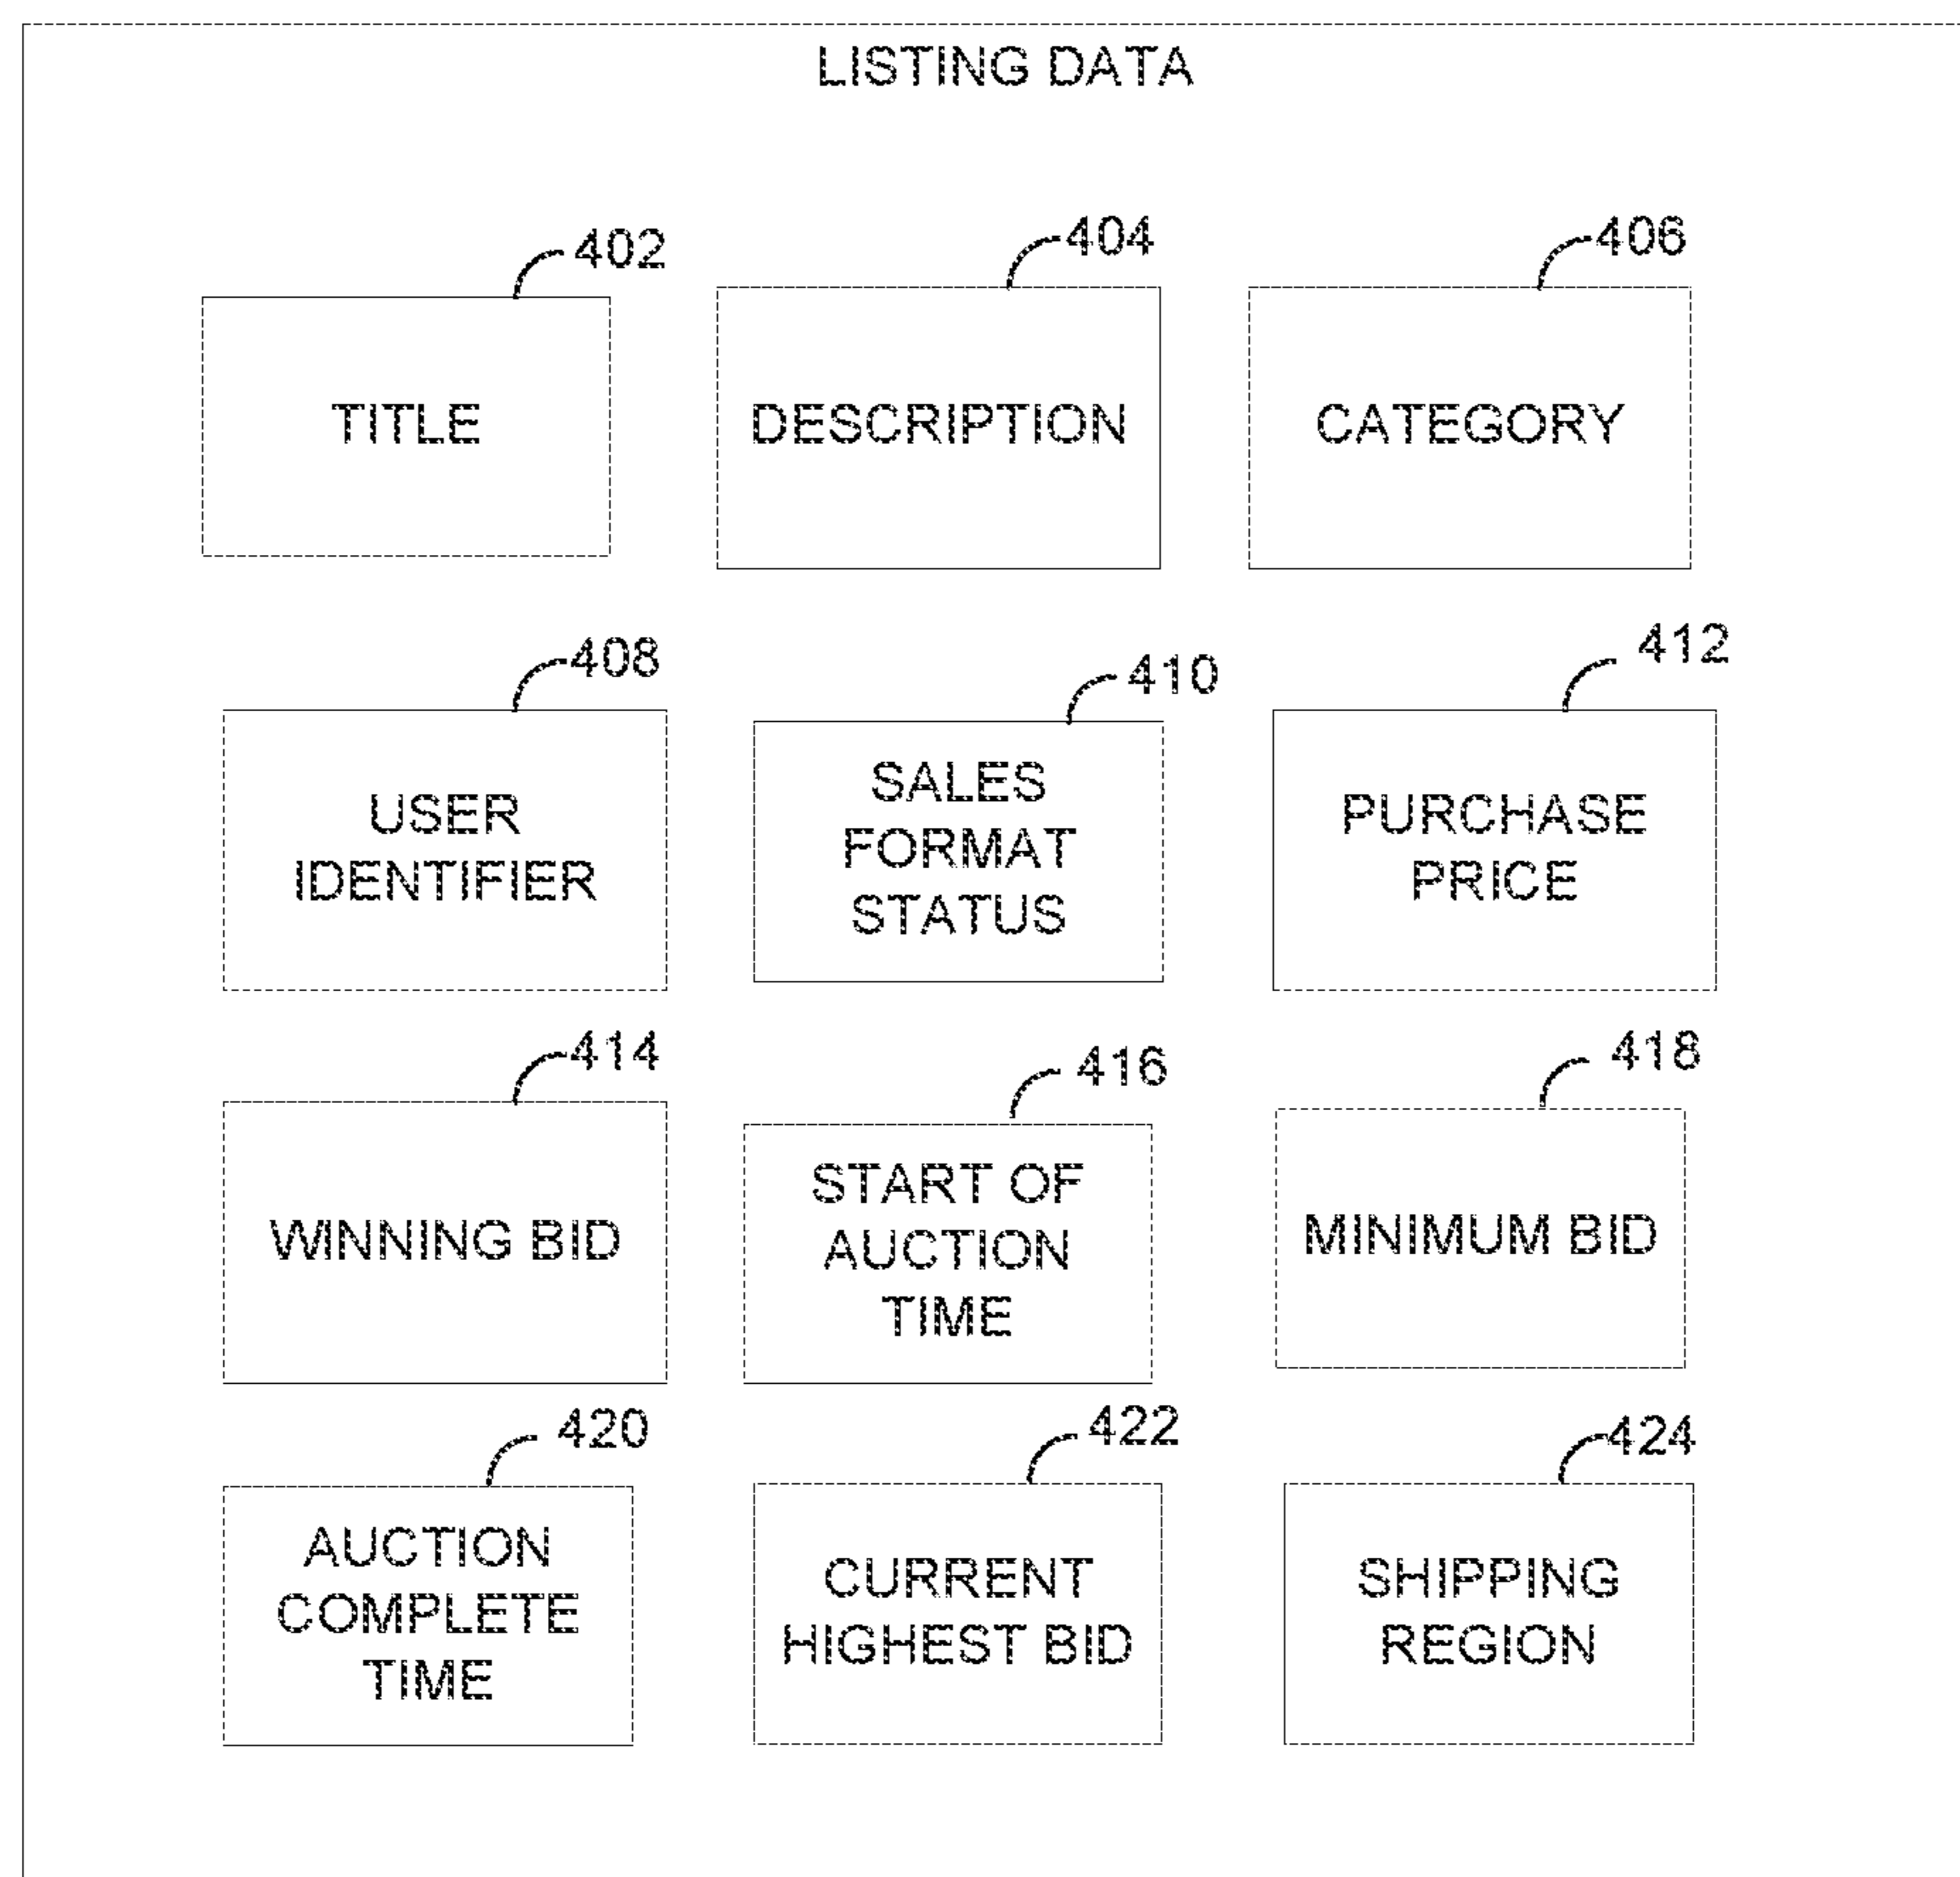 LISTING DATA
402
404
406
TITLE
DESCRIPTION
CATEGORY
408
410
412
USER
IDENTIFIER
SALES
FORMAT
STATUS
PURCHASE
PRICE
414
416
418
WINNING BID
START OF
AUCTION
TIME
MINIMUM BID
420
422
424
AUCTION
COMPLETE
TIME
CURRENT
HIGHEST BID
SHIPPING
REGION